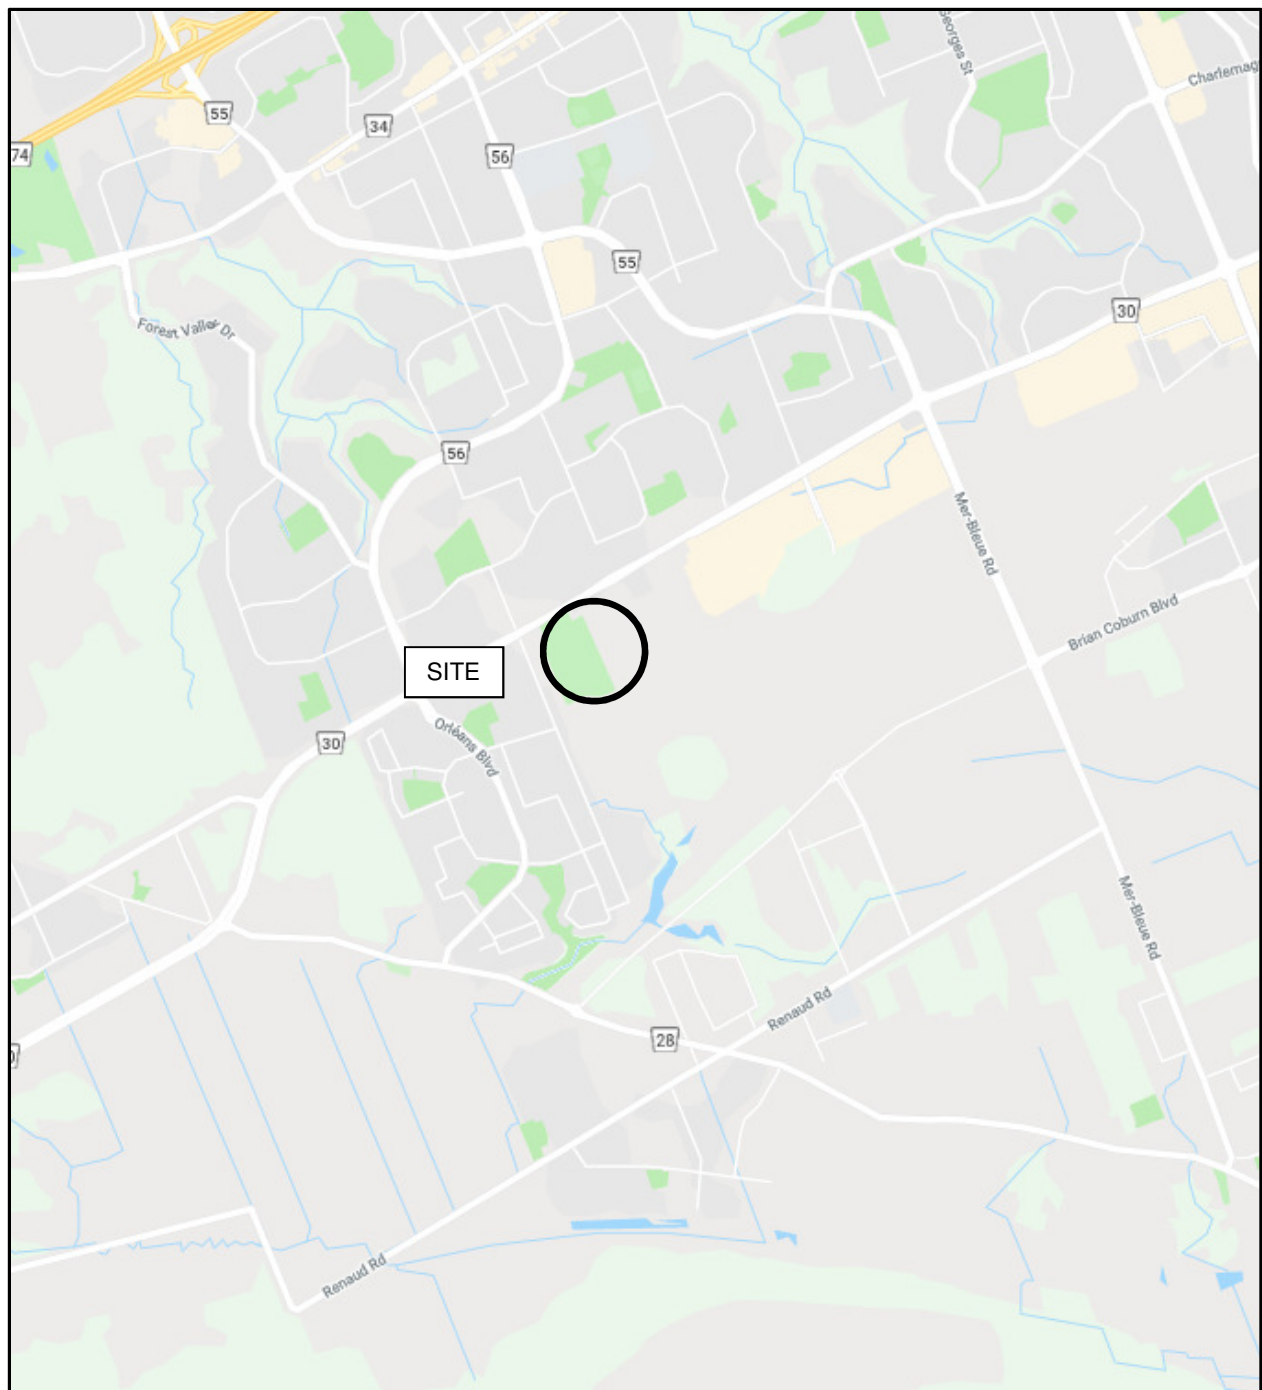 Georges St
Charlemag
55
34
74
56
55
30
Forest Valley Dr
56
Mer-Bleue Rd
Brian Coburn Blvd
SITE
30
Orléans Blvd
Mer-Bleue Rd
Renaud Rd
28
Renaud Rd